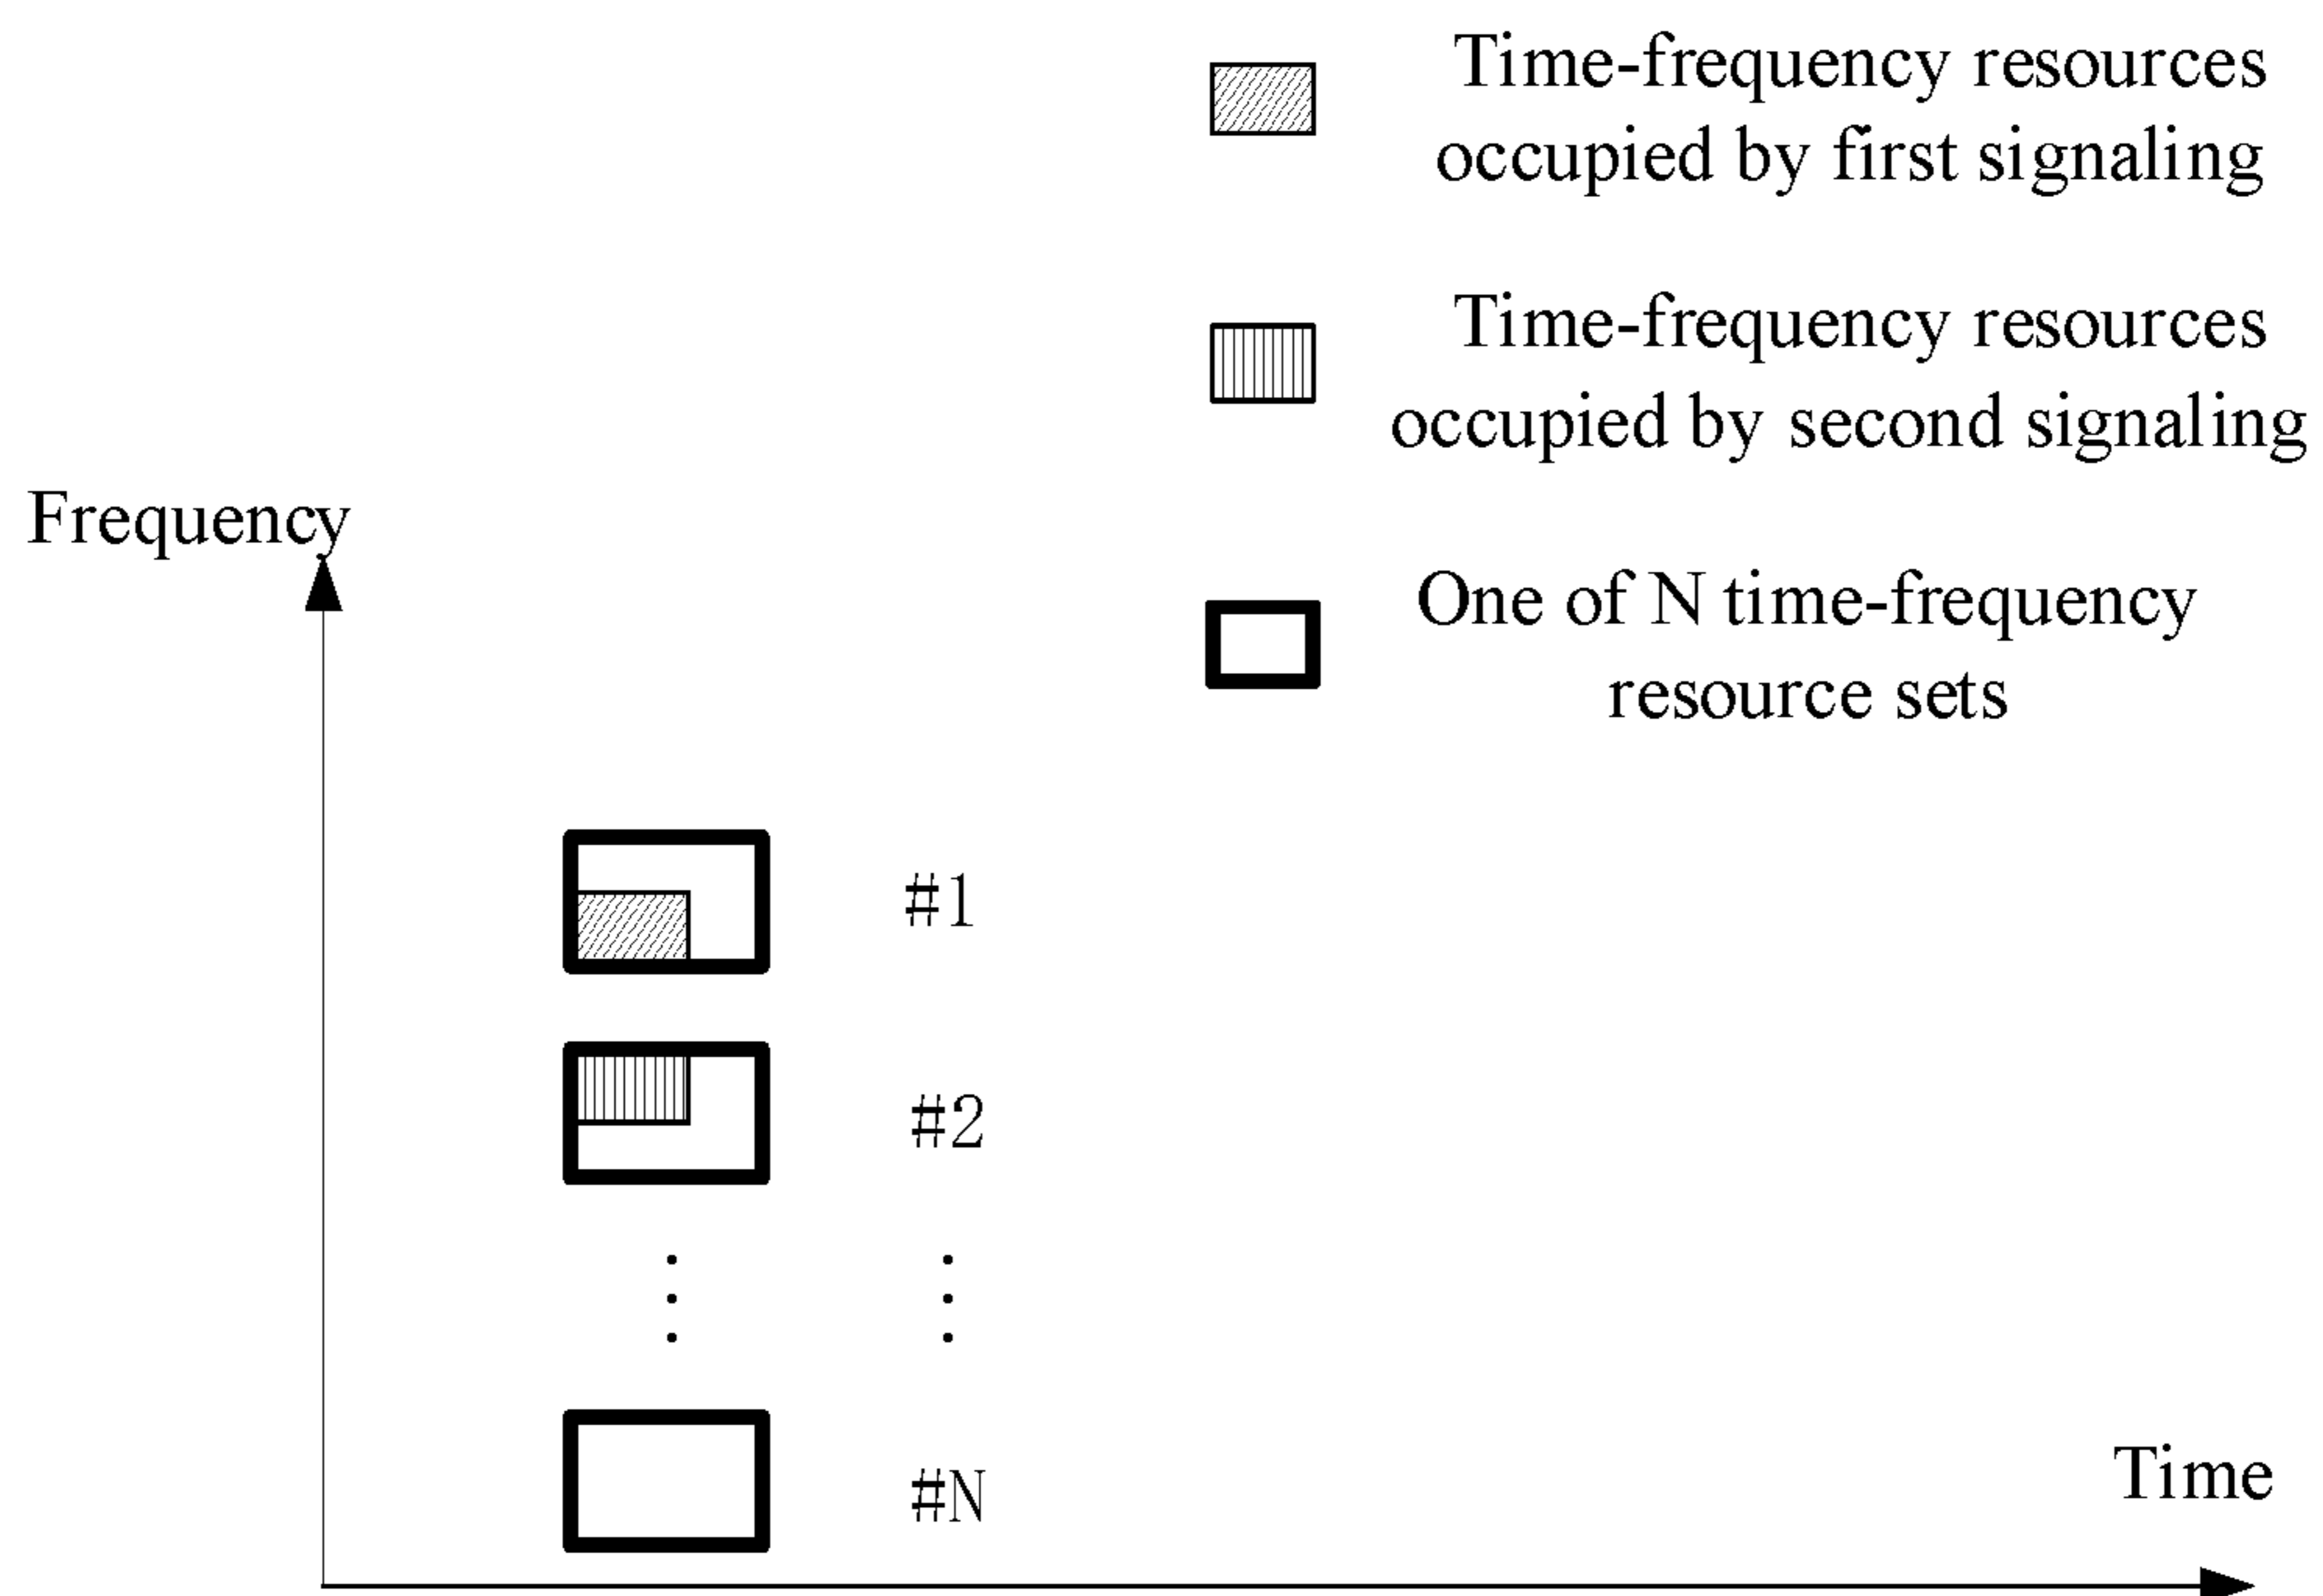 Time-frequency resources
occupied by first signaling
Time-frequency resources
occupied by second signaling
Frequency
One of N time-frequency
resource sets
#1
#2
#N
Time